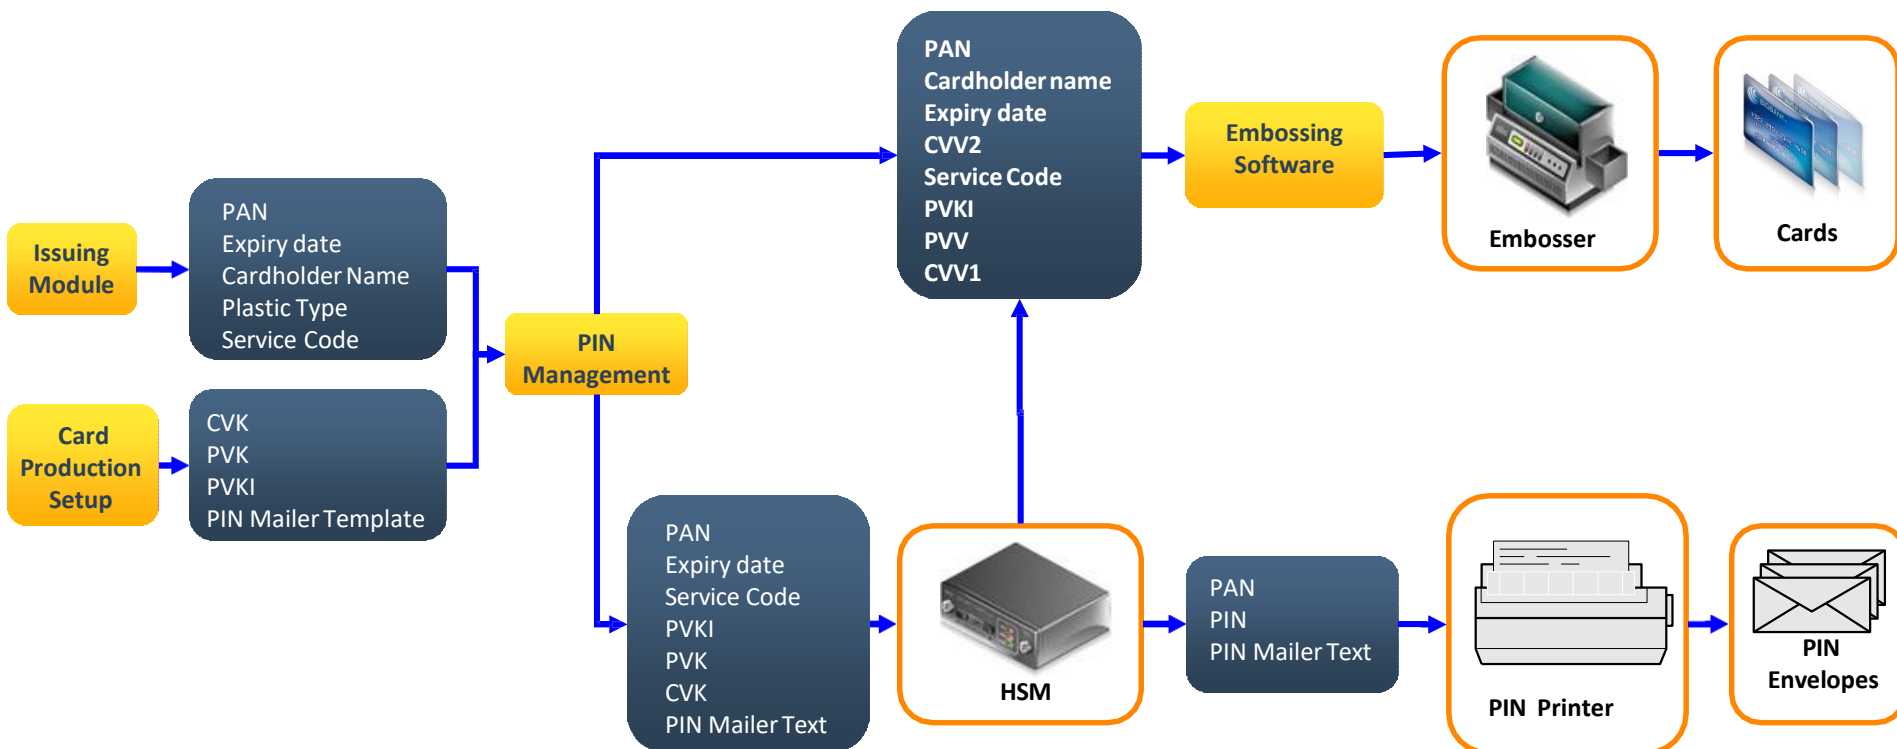 Issuing
Module
PAN
Expiry date
Cardholder Name
Plastic Type
Service Code
Card
Production
Setup
CVK
PVK
PVKI
PIN Mailer Template
PIN
Management
PAN
Cardholder name
Expiry date
CVV2
Service Code
PVKI
PVV
CVV1
Embossing
Software
Embosser
Cards
PAN
Expiry date
Service Code
PVKI
PVK
CVK
PIN Mailer Text
HSM
PAN
PIN
PIN Mailer Text
PIN Printer
PIN
Envelopes